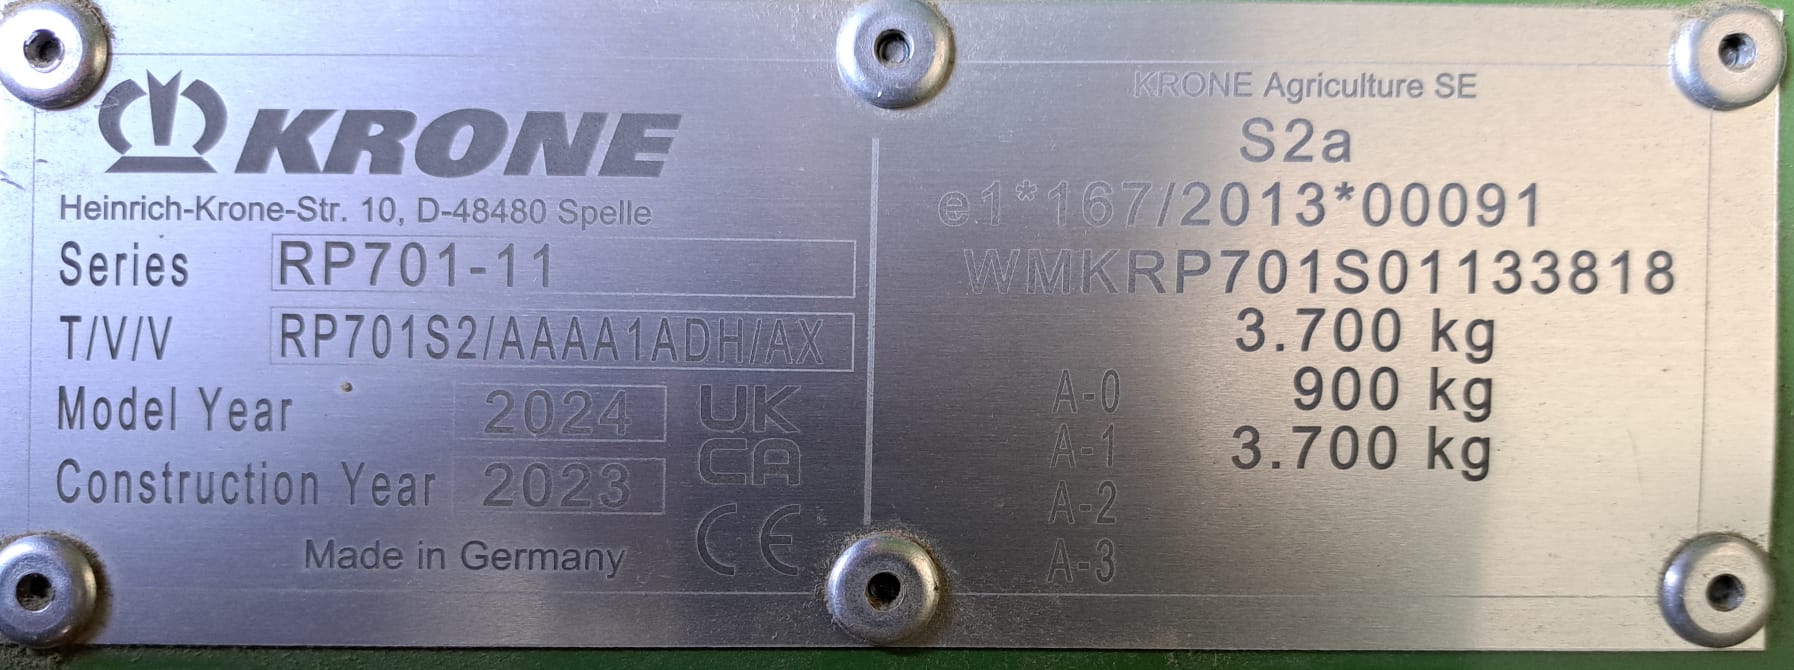 KRONE
Heinrich-Krone-Str. 10, D-48480 Spelle
Series RP701-11
T/V/V RP701S2/AAAA1ADH/AX
Model Year 2024
Construction Year 2023
UK
CA
CE
Made in Germany
KRONE Agriculture SE
S2a
e1*167/2013*00091
WMKRP701S01133818
3.700 kg
A-0 900 kg
A-1 3.700 kg
A-2
A-3